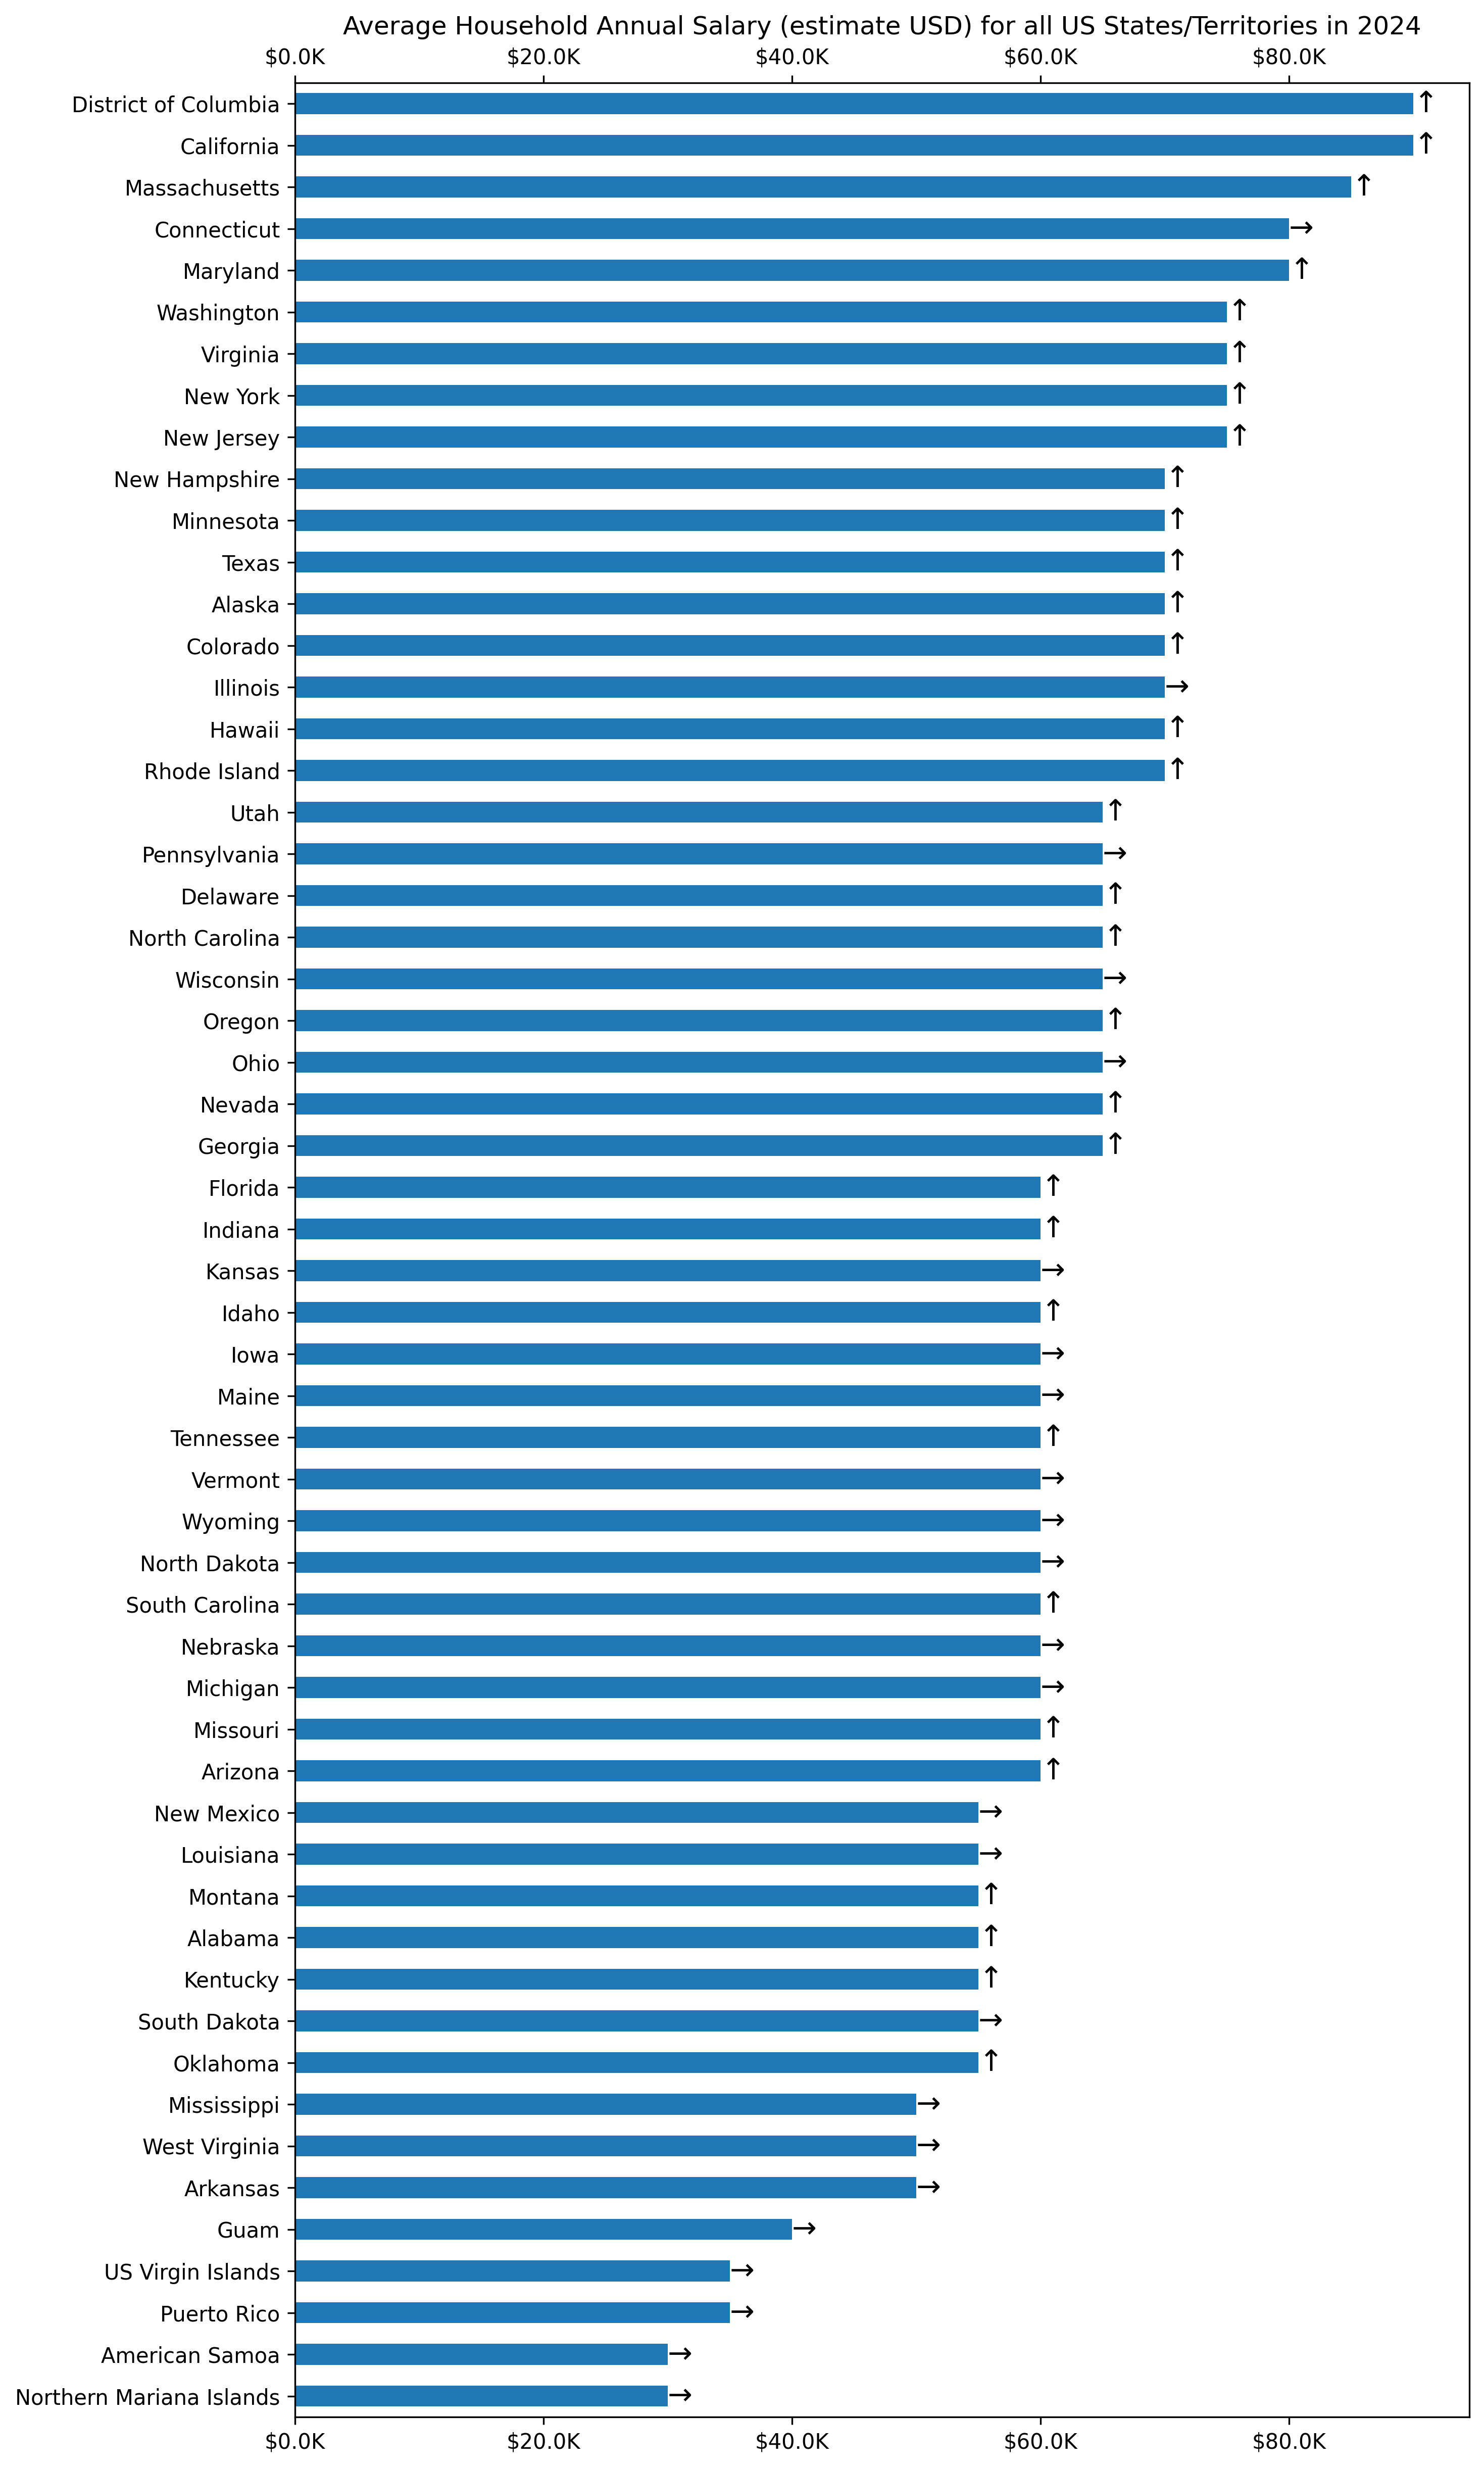 Average Household Annual Salary (estimate USD) for all US States/Territories in 2024
$0.0K $20.0K $40.0K $60.0K $80.0K
District of Columbia ↑
California ↑
Massachusetts ↑
Connecticut →
Maryland ↑
Washington ↑
Virginia ↑
New York ↑
New Jersey ↑
New Hampshire ↑
Minnesota ↑
Texas ↑
Alaska ↑
Colorado ↑
Illinois →
Hawaii ↑
Rhode Island ↑
Utah ↑
Pennsylvania →
Delaware ↑
North Carolina ↑
Wisconsin →
Oregon ↑
Ohio →
Nevada ↑
Georgia ↑
Florida ↑
Indiana ↑
Kansas →
Idaho ↑
Iowa →
Maine →
Tennessee ↑
Vermont →
Wyoming →
North Dakota →
South Carolina ↑
Nebraska →
Michigan →
Missouri ↑
Arizona ↑
New Mexico →
Louisiana →
Montana ↑
Alabama ↑
Kentucky ↑
South Dakota →
Oklahoma ↑
Mississippi →
West Virginia →
Arkansas →
Guam →
US Virgin Islands →
Puerto Rico →
American Samoa →
Northern Mariana Islands →
$0.0K $20.0K $40.0K $60.0K $80.0K